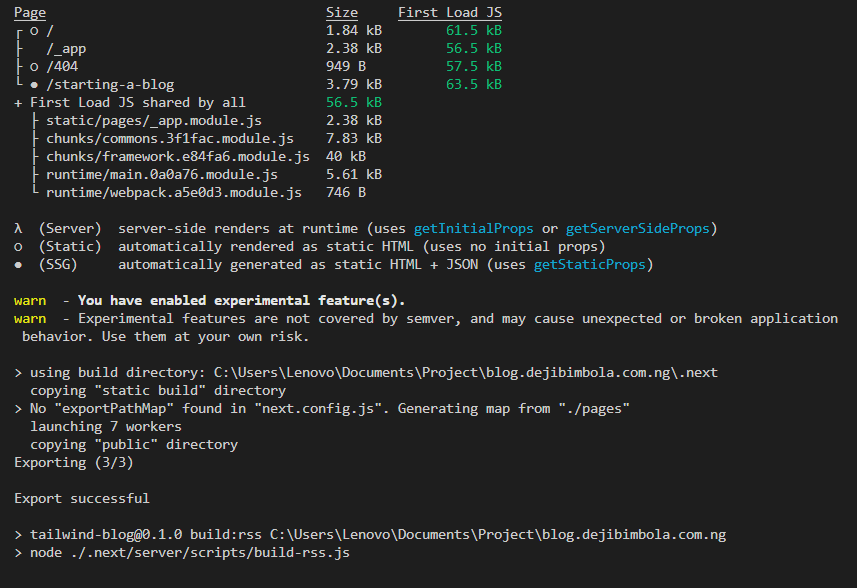 Page Size First Load JS
┌ ○ / 1.84 kB 61.5 kB
├ /_app 2.38 kB 56.5 kB
├ ○ /404 949 B 57.5 kB
└ ● /starting-a-blog 3.79 kB 63.5 kB
+ First Load JS shared by all 56.5 kB
├ static/pages/_app.module.js 2.38 kB
├ chunks/commons.3f1fac.module.js 7.83 kB
├ chunks/framework.e84fa6.module.js 40 kB
├ runtime/main.0a0a76.module.js 5.61 kB
└ runtime/webpack.a5e0d3.module.js 746 B
λ (Server) server-side renders at runtime (uses getInitialProps or getServerSideProps)
○ (Static) automatically rendered as static HTML (uses no initial props)
● (SSG) automatically generated as static HTML + JSON (uses getStaticProps)
warn - You have enabled experimental feature(s).
warn - Experimental features are not covered by semver, and may cause unexpected or broken application
behavior. Use them at your own risk.
> using build directory: C:\Users\Lenovo\Documents\Project\blog.dejibimbola.com.ng\.next
copying "static build" directory
> No "exportPathMap" found in "next.config.js". Generating map from "./pages"
launching 7 workers
copying "public" directory
Exporting (3/3)
Export successful
> tailwind-blog@0.1.0 build:rss C:\Users\Lenovo\Documents\Project\blog.dejibimbola.com.ng
> node ./.next/server/scripts/build-rss.js